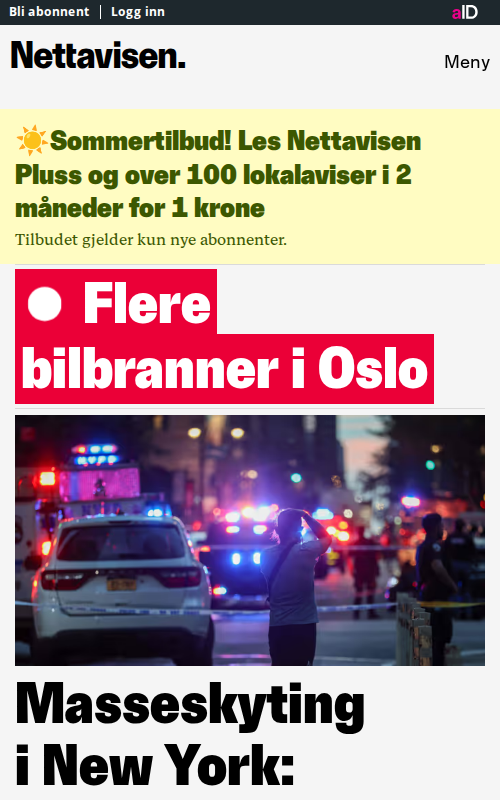 Bli abonnent
Logg inn
aID
Nettavisen.
Meny
Sommertilbud! Les Nettavisen
Pluss og over 100 lokalaviser i 2
måneder for 1 krone
Tilbudet gjelder kun nye abonnenter.
Flere
bilbranner i Oslo
Masseskyting
i New York: